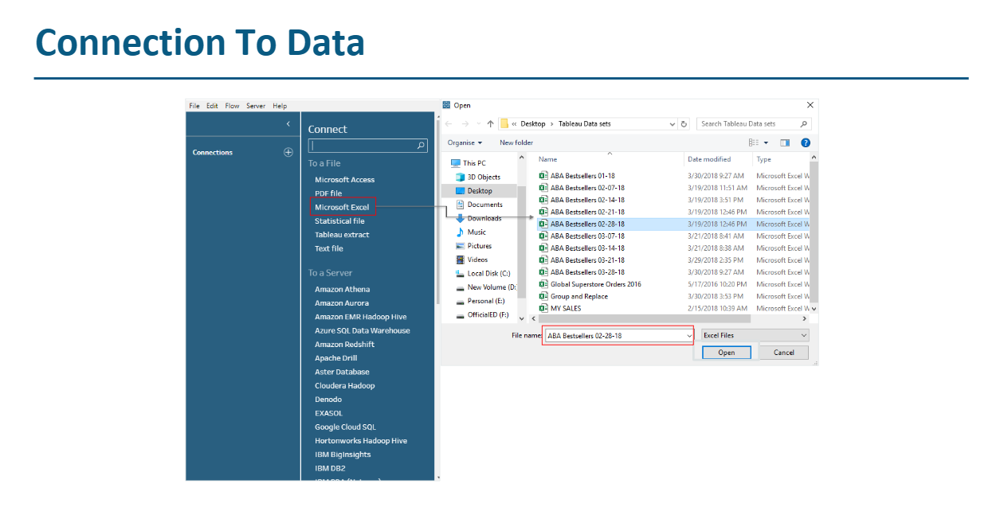 Connection To Data
File Edit Flow Server Help
Connections
Connect
To a File
Microsoft Access
PDF file
Microsoft Excel
Statistical file
Tableau extract
Text file
To a Server
Amazon Athena
Amazon Aurora
Amazon EMR Hadoop Hive
Azure SQL Data Warehouse
Amazon Redshift
Apache Drill
Aster Database
Cloudera Hadoop
Denodo
EXASOL
Google Cloud SQL
Hortonworks Hadoop Hive
IBM BigInsights
IBM DB2
Open
« Desktop > Tableau Data sets
Search Tableau Data sets
Organise New folder
This PC
3D Objects
Desktop
Documents
Downloads
Music
Pictures
Videos
Local Disk (C:)
New Volume (D:
Personal (E:)
OfficialED (F:)
Name Date modified Type
ABA Bestsellers 01-18 3/30/2018 9:27 AM Microsoft Excel W
ABA Bestsellers 02-07-18 3/19/2018 11:51 AM Microsoft Excel W
ABA Bestsellers 02-14-18 3/19/2018 3:51 PM Microsoft Excel W
ABA Bestsellers 02-21-18 3/19/2018 12:46 PM Microsoft Excel W
ABA Bestsellers 02-28-18 3/19/2018 12:46 PM Microsoft Excel W
ABA Bestsellers 03-07-18 3/21/2018 8:41 AM Microsoft Excel W
ABA Bestsellers 03-14-18 3/21/2018 8:38 AM Microsoft Excel W
ABA Bestsellers 03-21-18 3/29/2018 2:35 PM Microsoft Excel W
ABA Bestsellers 03-28-18 3/30/2018 9:27 AM Microsoft Excel W
Global Superstore Orders 2016 5/17/2016 10:20 PM Microsoft Excel W
Group and Replace 3/30/2018 3:53 PM Microsoft Excel W
MY SALES 2/15/2018 10:39 AM Microsoft Excel W
File name: ABA Bestsellers 02-28-18 Excel Files
Open Cancel